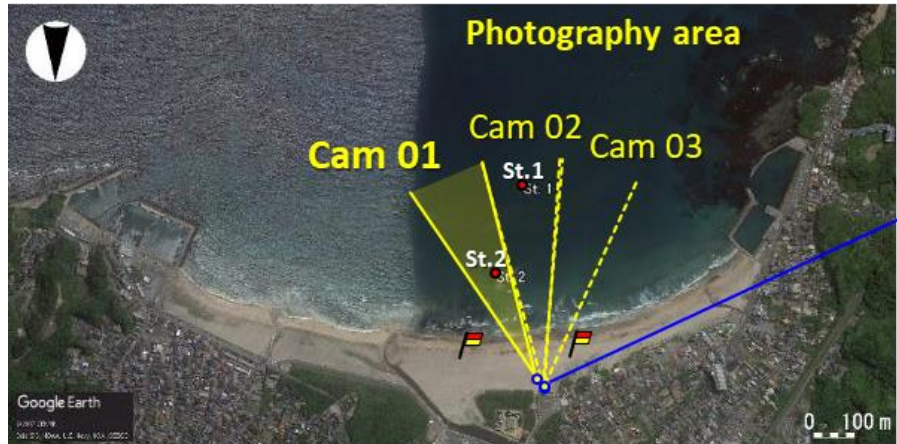 Photography area
Cam 02
Cam 01
Cam 03
St.1
St. 1
St.2
St. 2
Google Earth
0 100 m